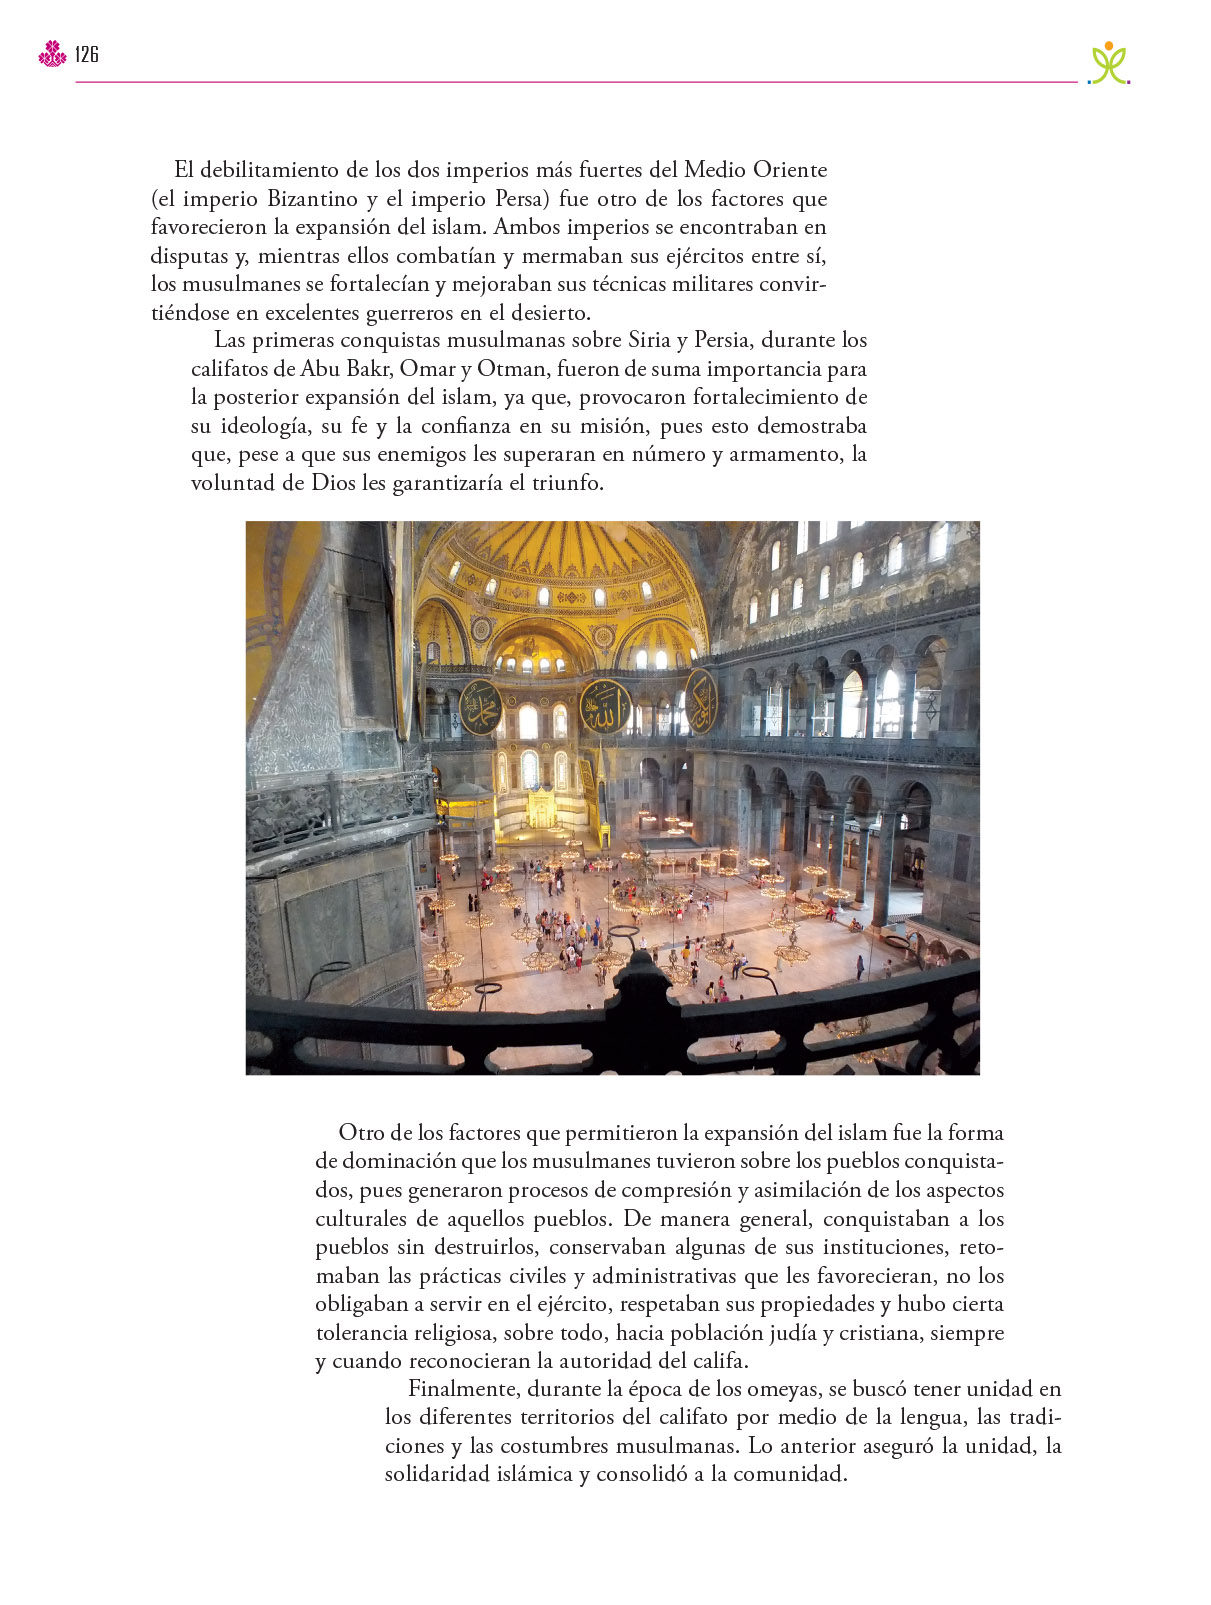 126
El debilitamiento de los dos imperios más fuertes del Medio Oriente
(el imperio Bizantino y el imperio Persa) fue otro de los factores que
favorecieron la expansión del islam. Ambos imperios se encontraban en
disputas y, mientras ellos combatían y mermaban sus ejércitos entre sí,
los musulmanes se fortalecían y mejoraban sus técnicas militares convir-
tiéndose en excelentes guerreros en el desierto.
Las primeras conquistas musulmanas sobre Siria y Persia, durante los
califatos de Abu Bakr, Omar y Otman, fueron de suma importancia para
la posterior expansión del islam, ya que, provocaron fortalecimiento de
su ideología, su fe y la confianza en su misión, pues esto demostraba
que, pese a que sus enemigos les superaran en número y armamento, la
voluntad de Dios les garantizaría el triunfo.
محمد
الله
أبو بكر
Otro de los factores que permitieron la expansión del islam fue la forma
de dominación que los musulmanes tuvieron sobre los pueblos conquista-
dos, pues generaron procesos de compresión y asimilación de los aspectos
culturales de aquellos pueblos. De manera general, conquistaban a los
pueblos sin destruirlos, conservaban algunas de sus instituciones, reto-
maban las prácticas civiles y administrativas que les favorecieran, no los
obligaban a servir en el ejército, respetaban sus propiedades y hubo cierta
tolerancia religiosa, sobre todo, hacia población judía y cristiana, siempre
y cuando reconocieran la autoridad del califa.
Finalmente, durante la época de los omeyas, se buscó tener unidad en
los diferentes territorios del califato por medio de la lengua, las tradi-
ciones y las costumbres musulmanas. Lo anterior aseguró la unidad, la
solidaridad islámica y consolidó a la comunidad.